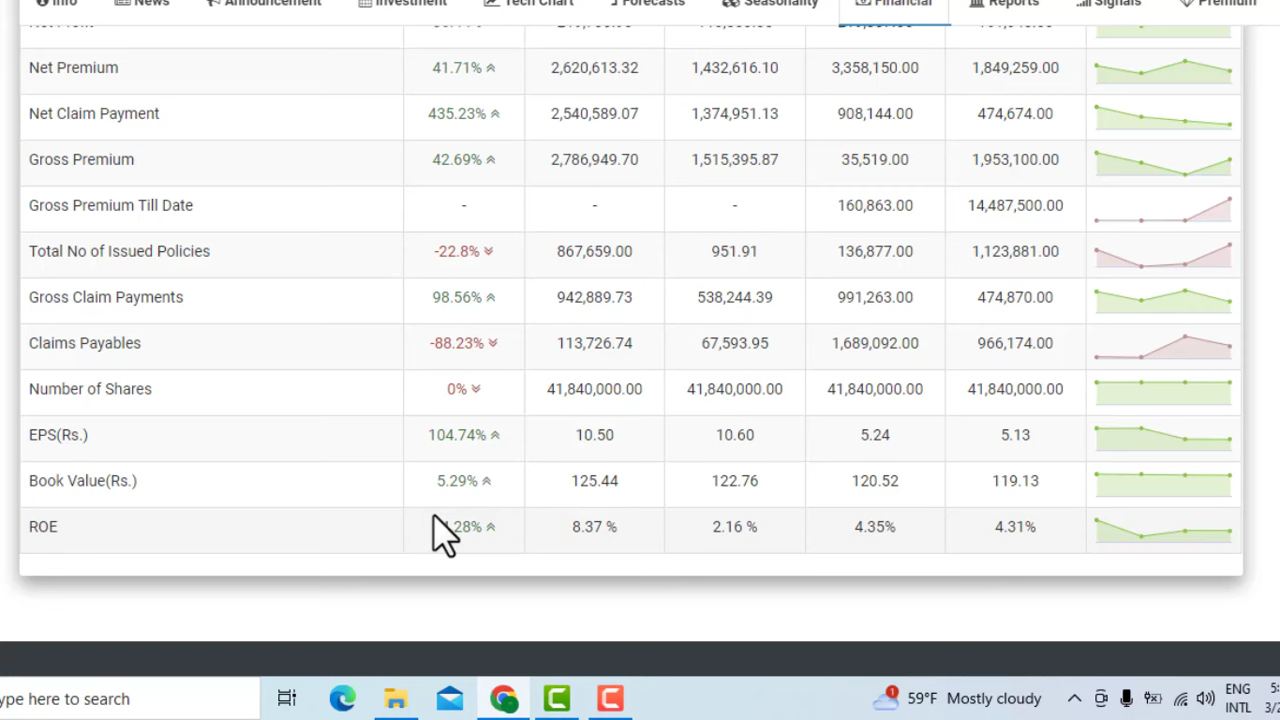 Info News Announcement Investment Tech Chart Forecasts Seasonality Financial Reports Signals Premium
Net Premium 41.71% 2,620,613.32 1,432,616.10 3,358,150.00 1,849,259.00
Net Claim Payment 435.23% 2,540,589.07 1,374,951.13 908,144.00 474,674.00
Gross Premium 42.69% 2,786,949.70 1,515,395.87 35,519.00 1,953,100.00
Gross Premium Till Date - - - 160,863.00 14,487,500.00
Total No of Issued Policies -22.8% 867,659.00 951.91 136,877.00 1,123,881.00
Gross Claim Payments 98.56% 942,889.73 538,244.39 991,263.00 474,870.00
Claims Payables -88.23% 113,726.74 67,593.95 1,689,092.00 966,174.00
Number of Shares 0% 41,840,000.00 41,840,000.00 41,840,000.00 41,840,000.00
EPS(Rs.) 104.74% 10.50 10.60 5.24 5.13
Book Value(Rs.) 5.29% 125.44 122.76 120.52 119.13
ROE .28% 8.37 % 2.16 % 4.35% 4.31%
ype here to search 1 59°F Mostly cloudy ENG 5:
INTL 3/2